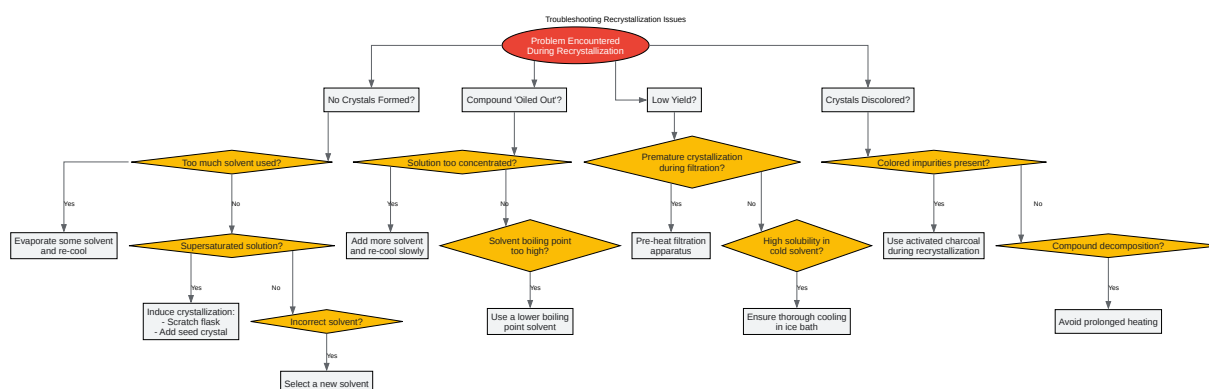 Troubleshooting Recrystallization Issues
Problem Encountered
During Recrystallization
No Crystals Formed?
Compound 'Oiled Out'?
Low Yield?
Crystals Discolored?
Too much solvent used?
Solution too concentrated?
Premature crystallization
during filtration?
Colored impurities present?
Yes
No
Yes
No
Yes
No
Yes
No
Evaporate some solvent
and re-cool
Supersaturated solution?
Add more solvent
and re-cool slowly
Solvent boiling point
too high?
Pre-heat filtration
apparatus
High solubility in
cold solvent?
Use activated charcoal
during recrystallization
Compound decomposition?
Yes
No
Yes
Yes
Yes
Induce crystallization:
- Scratch flask
- Add seed crystal
Incorrect solvent?
Use a lower boiling
point solvent
Ensure thorough cooling
in ice bath
Avoid prolonged heating
Yes
Select a new solvent